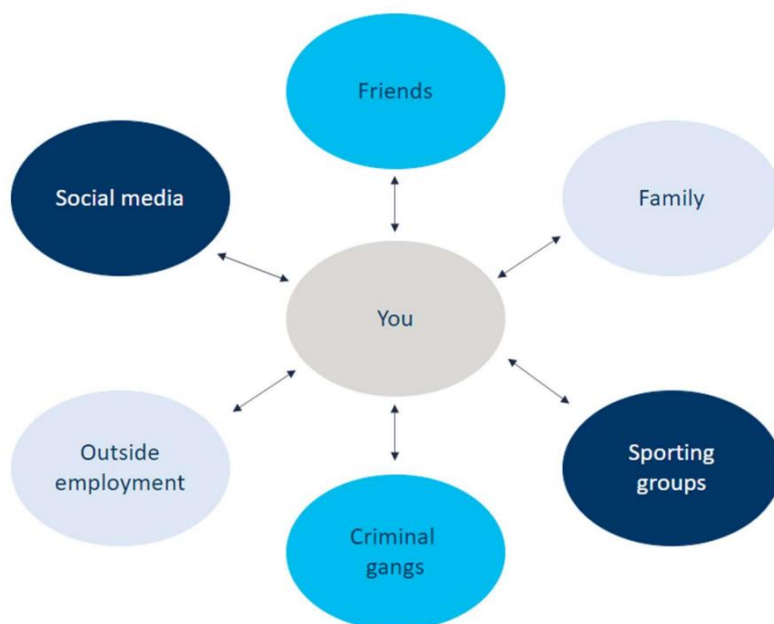 Friends
Social media
Family
You
Outside
employment
Sporting
groups
Criminal
gangs